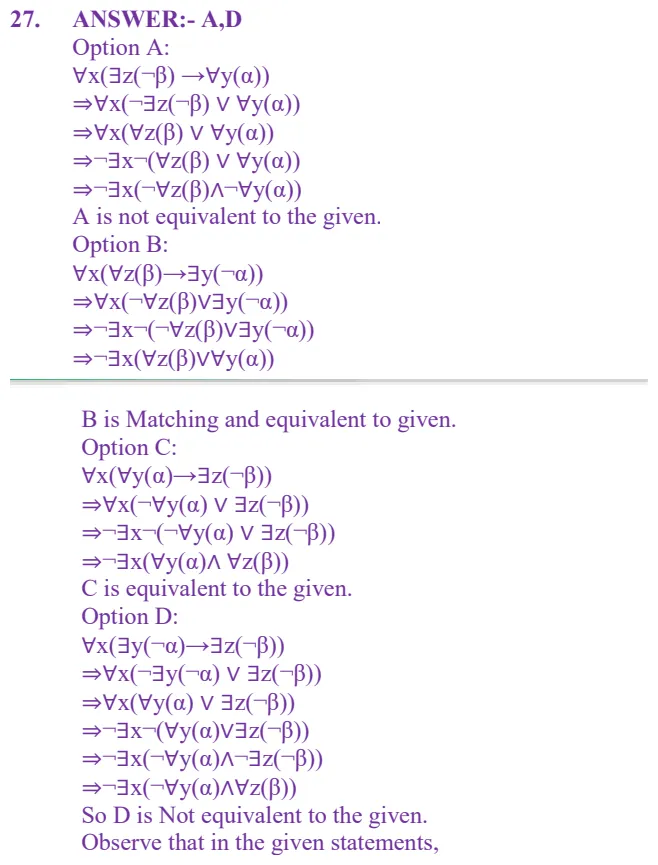 27. ANSWER:- A,D
Option A:
∀x(∃z(¬β) →∀y(α))
⇒∀x(¬∃z(¬β) ∨ ∀y(α))
⇒∀x(∀z(β) ∨ ∀y(α))
⇒¬∃x¬(∀z(β) ∨ ∀y(α))
⇒¬∃x(¬∀z(β)∧¬∀y(α))
A is not equivalent to the given.
Option B:
∀x(∀z(β)→∃y(¬α))
⇒∀x(¬∀z(β)∨∃y(¬α))
⇒¬∃x¬(¬∀z(β)∨∃y(¬α))
⇒¬∃x(∀z(β)∨∀y(α))
B is Matching and equivalent to given.
Option C:
∀x(∀y(α)→∃z(¬β))
⇒∀x(¬∀y(α) ∨ ∃z(¬β))
⇒¬∃x¬(¬∀y(α) ∨ ∃z(¬β))
⇒¬∃x(∀y(α)∧ ∀z(β))
C is equivalent to the given.
Option D:
∀x(∃y(¬α)→∃z(¬β))
⇒∀x(¬∃y(¬α) ∨ ∃z(¬β))
⇒∀x(∀y(α) ∨ ∃z(¬β))
⇒¬∃x¬(∀y(α)∨∃z(¬β))
⇒¬∃x(¬∀y(α)∧¬∃z(¬β))
⇒¬∃x(¬∀y(α)∧∀z(β))
So D is Not equivalent to the given.
Observe that in the given statements,